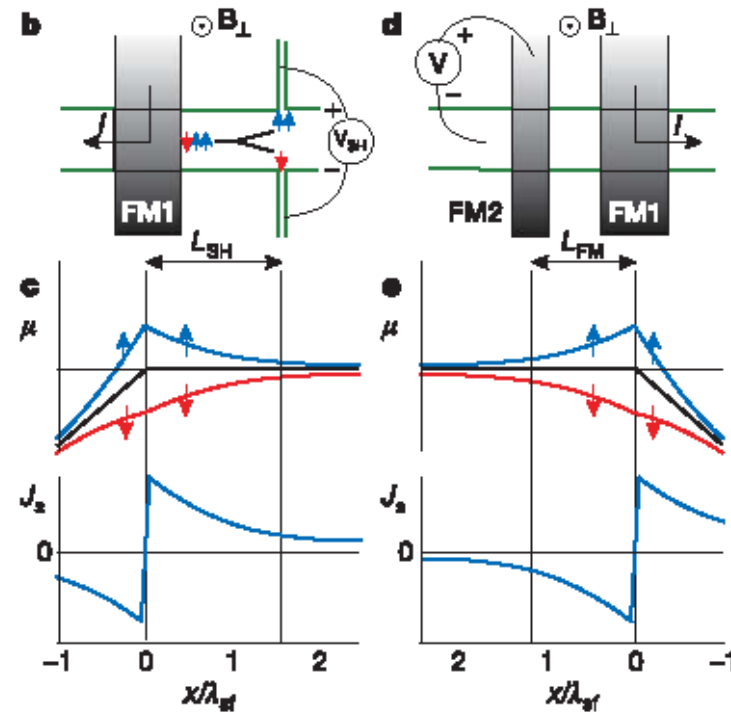 b
⊙ B⊥
d
⊙ B⊥
V
+
−
I
+
V_SH
−
I
FM1
FM2
FM1
L_SH
L_FM
c
e
μ
μ
J_s
J_s
0
0
−1 0 1 2
2 1 0 −1
x/λ_sf
x/λ_sf